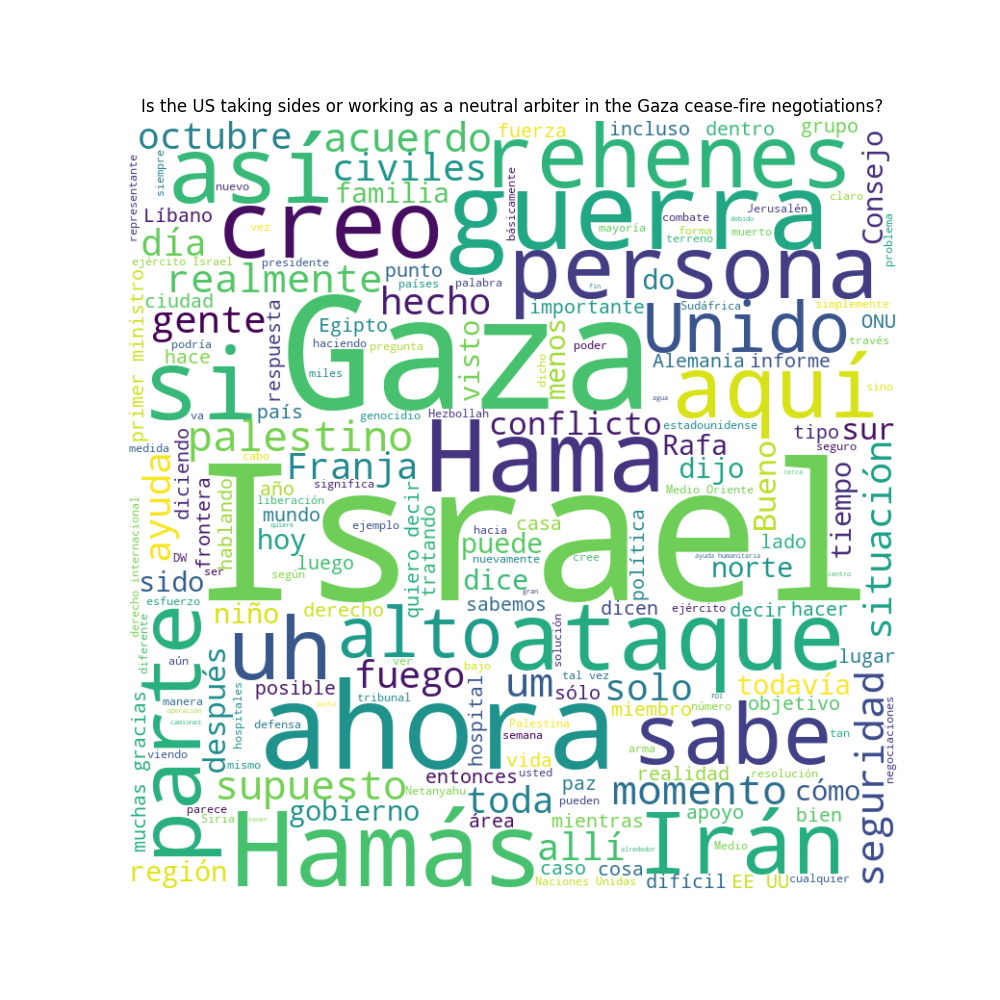 Is the US taking sides or working as a neutral arbiter in the Gaza cease-fire negotiations?
octubre
acuerdo
fuerza
incluso
dentro
grupo
representante
siempre
así
civiles
rehenes
Consejo
nuevo
familia
básicamente
claro
Líbano
creo
guerra
combate
Jerusalén
debido
vez
mayoría
forma
muerto
terreno
problema
día
ejército Israel
presidente
persona
realmente
punto
países
palabra
do
fin
primer ministro
ciudad
hecho
importante
Sudáfrica
simplemente
gente
respuesta
Egipto
Gaza
visto
menos
Unido
ONU
podría
haciendo
pregunta
poder
través
hace
dicho
Alemania
informe
si
miles
aquí
sino
agua
va
país
genocidio
Hezbollah
conflicto
estadounidense
tipo
sur
palestino
Hama
Rafa
medida
diciendo
cabo
Franja
dijo
Bueno
seguro
situación
ayuda
año
significa
Israel
Medio Oriente
tiempo
cerca
frontera
hablando
liberación
mundo
quiere
ejemplo
quiero decir
tratando
hacia
casa
política
lado
DW
hoy
puede
nuevamente
cree
ayuda humanitaria
norte
derecho internacional
luego
según
centro
sido
ser
dice
gran
esfuerzo
niño
derecho
sabemos
dicen
ejército
decir
hacer
parte
diferente
uh
alto
ataque
solución
lugar
aún
después
fuego
ver
bajo
posible
um
tal vez
sólo
solo
todavía
manera
hospitales
ahora
tribunal
hospital
miembro
número
objetivo
seguridad
negociaciones
operación
camiones
defensa
mucha
Palestina
semana
sabe
tan
muchas gracias
viendo
mismo
vida
arma
entonces
usted
realidad
resolución
supuesto
Netanyahu
paz
pueden
momento
cómo
parece
gobierno
toda
área
mientras
apoyo
bien
Siria
tener
Hamás
allí
alrededor
Irán
Medio
región
caso
cosa
Naciones Unidas
difícil
EE UU
cualquier